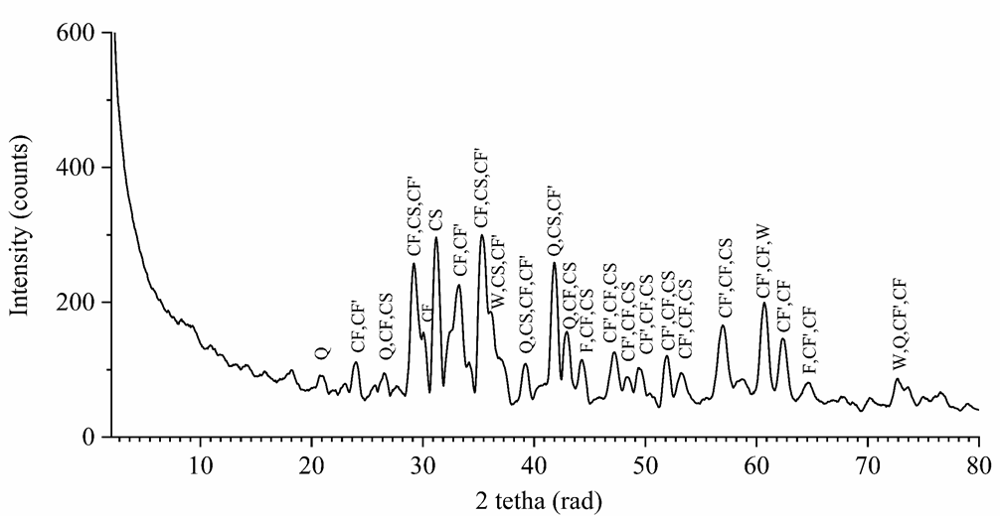 600
400
200
0
Intensity (counts)
Q
CF,CF'
Q,CF,CS
CF,CS,CF'
CF
CS
CF,CF'
CF,CS,CF'
W,CS,CF'
Q,CS,CF,CF'
Q,CS,CF'
Q,CF,CS
F,CF,CS
CF',CF,CS
CF',CF,CS
CF',CF,CS
CF',CF,CS
CF',CF,CS
CF',CF,CS
CF',CF,W
CF',CF
F,CF',CF
W,Q,CF',CF
10 20 30 40 50 60 70 80
2 tetha (rad)